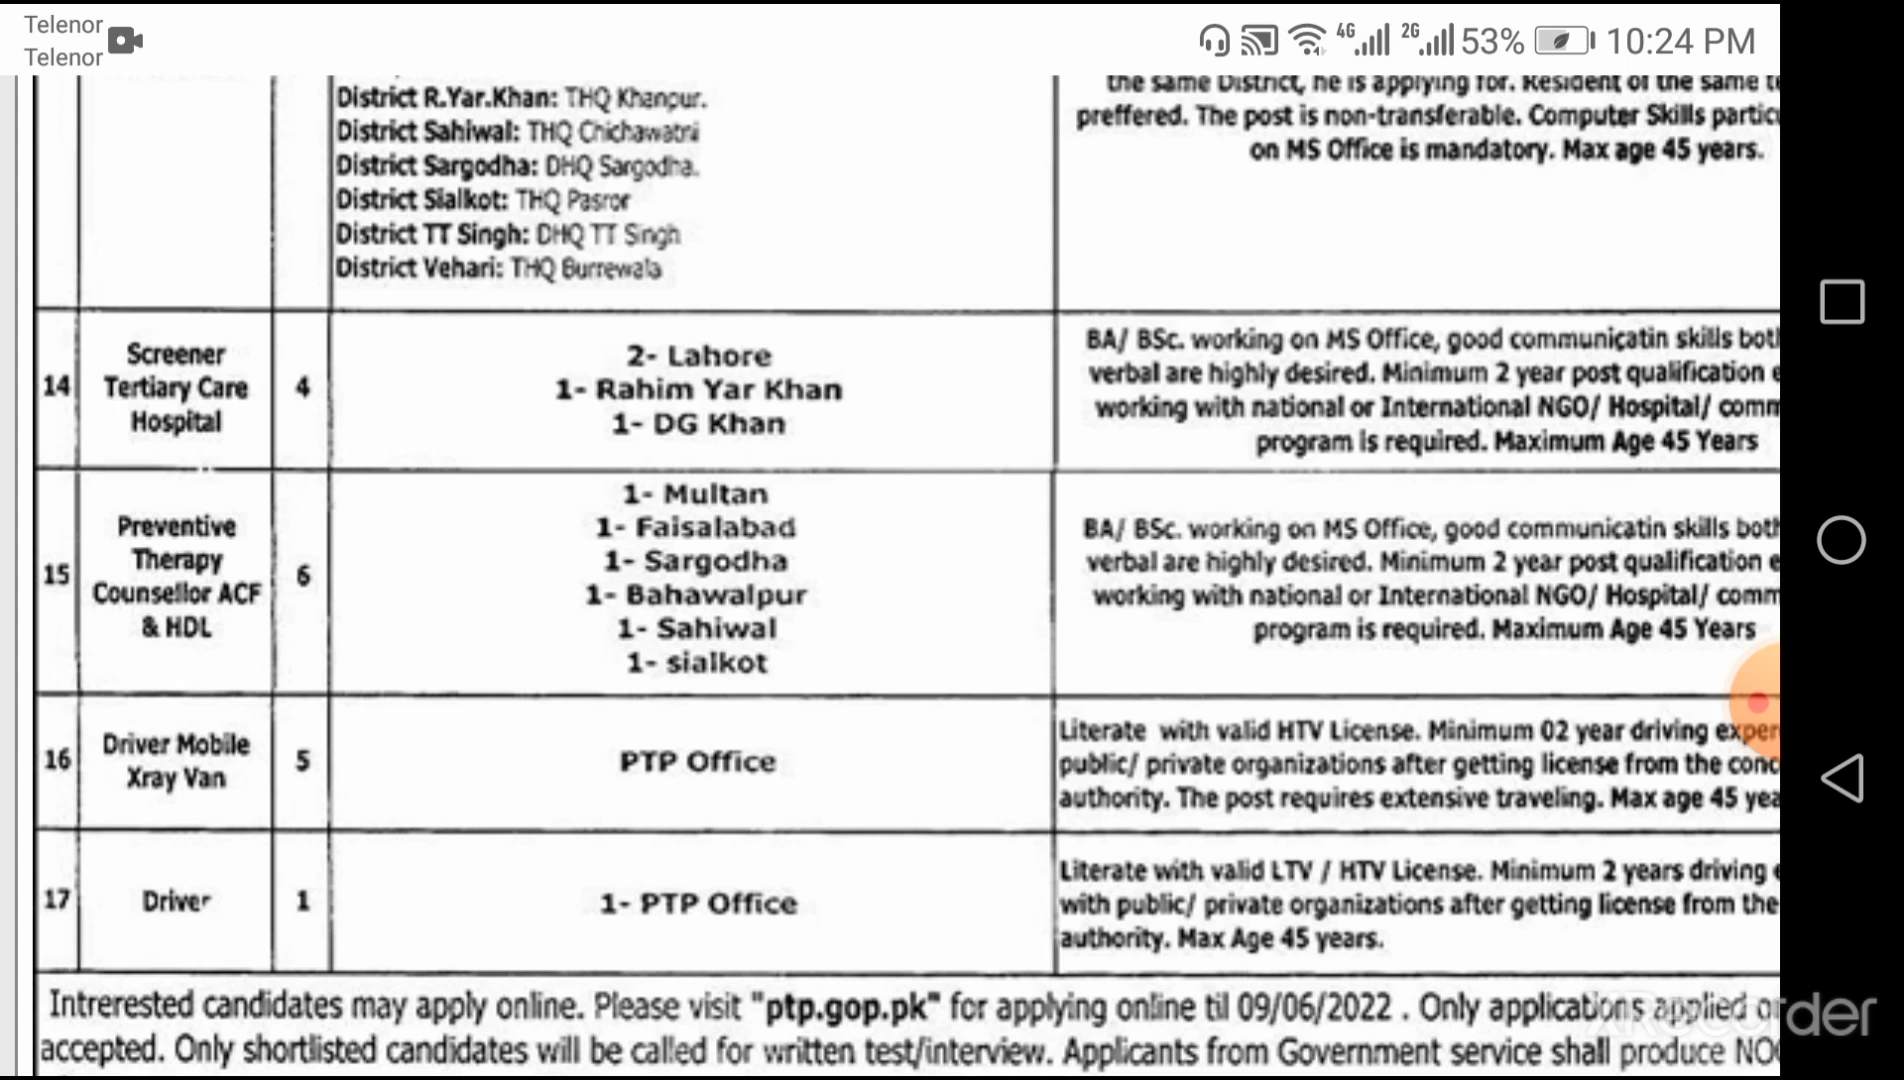 Telenor
Telenor
4G 2G 53% 10:24 PM
District R.Yar.Khan: THQ Khanpur.
District Sahiwal: THQ Chichawatni
District Sargodha: DHQ Sargodha.
District Sialkot: THQ Pasror
District TT Singh: DHQ TT Singh
District Vehari: THQ Burrewala
the same District, he is applying for. Resident of the same
preffered. The post is non-transferable. Computer Skills partic
on MS Office is mandatory. Max age 45 years.
14
Screener
Tertiary Care
Hospital
4
2- Lahore
1- Rahim Yar Khan
1- DG Khan
BA/ BSc. working on MS Office, good communicatin skills bot
verbal are highly desired. Minimum 2 year post qualification e
working with national or International NGO/ Hospital/ comm
program is required. Maximum Age 45 Years
15
Preventive
Therapy
Counsellor ACF
& HDL
6
1- Multan
1- Faisalabad
1- Sargodha
1- Bahawalpur
1- Sahiwal
1- sialkot
BA/ BSc. working on MS Office, good communicatin skills both
verbal are highly desired. Minimum 2 year post qualification e
working with national or International NGO/ Hospital/ comm
program is required. Maximum Age 45 Years
16
Driver Mobile
Xray Van
5
PTP Office
Literate with valid HTV License. Minimum 02 year driving exper
public/ private organizations after getting license from the conc
authority. The post requires extensive traveling. Max age 45 yea
17
Driver
1
1- PTP Office
Literate with valid LTV / HTV License. Minimum 2 years driving e
with public/ private organizations after getting license from the
authority. Max Age 45 years.
Intrerested candidates may apply online. Please visit "ptp.gop.pk" for applying online til 09/06/2022 . Only applications applied o
accepted. Only shortlisted candidates will be called for written test/interview. Applicants from Government service shall produce NO